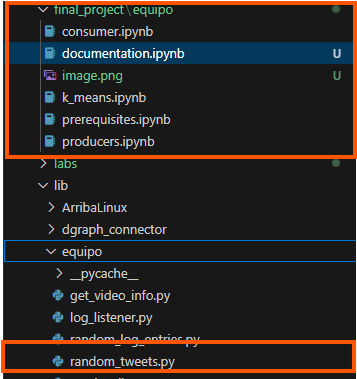 final_project\equipo
consumer.ipynb
documentation.ipynb U
image.png U
k_means.ipynb
prerequisites.ipynb
producers.ipynb
labs
lib
ArribaLinux
dgraph_connector
equipo
__pycache__
get_video_info.py
log_listener.py
random_log_entries.py
random_tweets.py